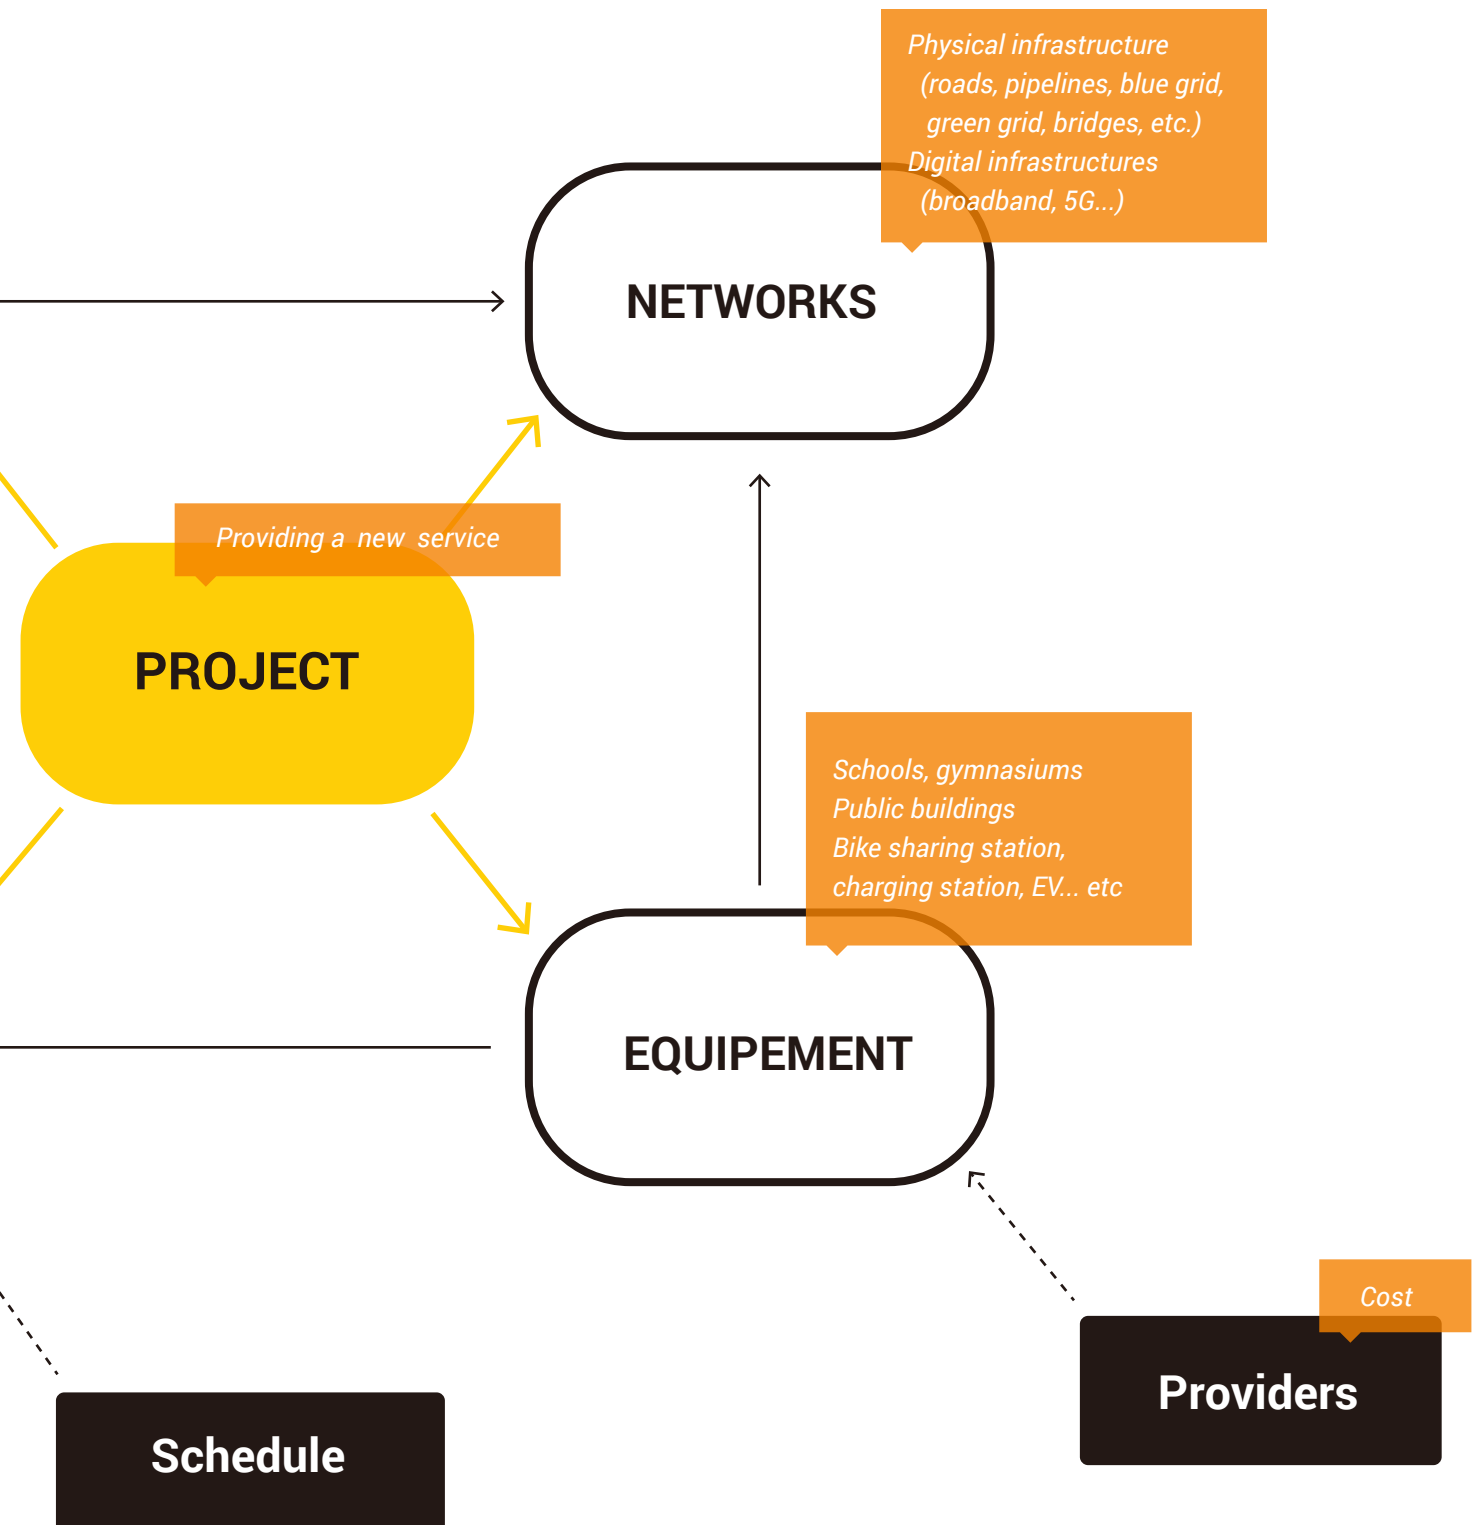 Physical infrastructure
(roads, pipelines, blue grid,
green grid, bridges, etc.)
Digital infrastructures
(broadband, 5G...)
NETWORKS
Providing a new service
PROJECT
Schools, gymnasiums
Public buildings
Bike sharing station,
charging station, EV... etc
EQUIPEMENT
Cost
Providers
Schedule